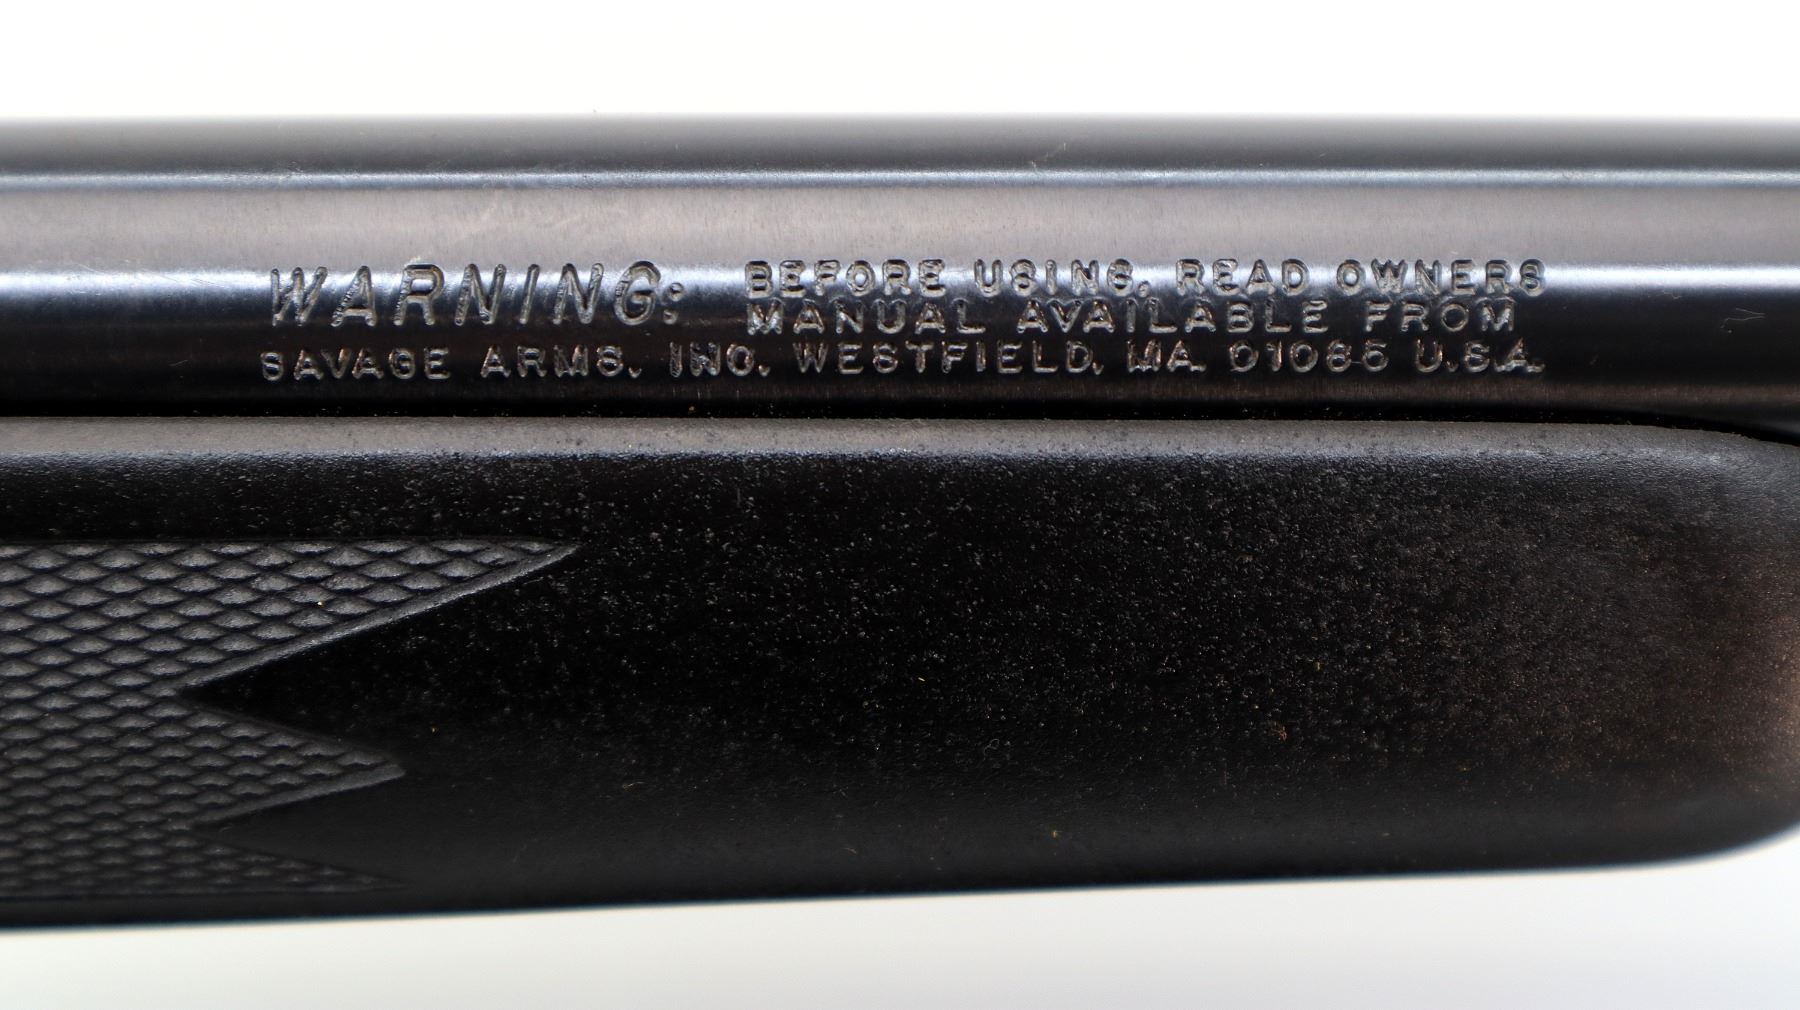 WARNING: BEFORE USING, READ OWNERS
MANUAL AVAILABLE FROM
SAVAGE ARMS, INC. WESTFIELD, MA. 01085 U.S.A.